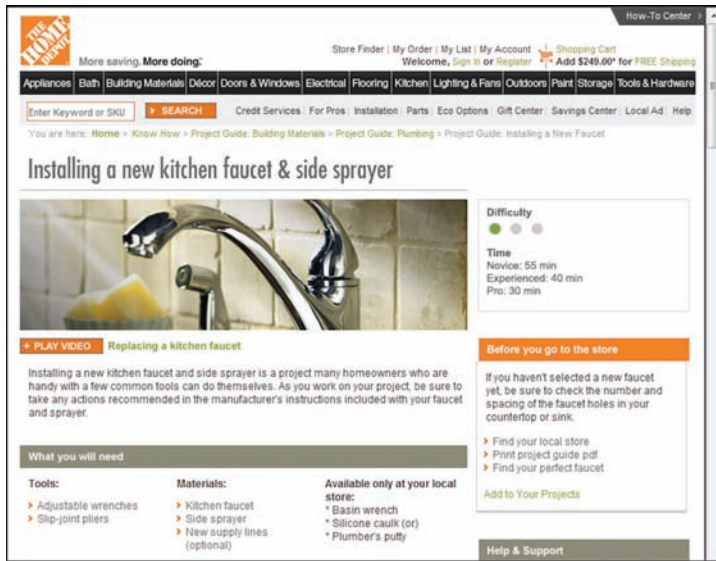 How-To Center
THE HOME DEPOT
More saving. More doing.
Store Finder | My Order | My List | My Account
Shopping Cart
Welcome, Sign In or Register
Add $249.00* for FREE Shipping
Appliances Bath Building Materials Décor Doors & Windows Electrical Flooring Kitchen Lighting & Fans Outdoors Paint Storage Tools & Hardware
Enter Keyword or SKU SEARCH Credit Services | For Pros | Installation | Parts | Eco Options | Gift Center | Savings Center | Local Ad | Help
You are here: Home > Know How > Project Guide: Building Materials > Project Guide: Plumbing > Project Guide: Installing a New Faucet
Installing a new kitchen faucet & side sprayer
Difficulty
Time
Novice: 55 min
Experienced: 40 min
Pro: 30 min
+ PLAY VIDEO Replacing a kitchen faucet
Installing a new kitchen faucet and side sprayer is a project many homeowners who are
handy with a few common tools can do themselves. As you work on your project, be sure to
take any actions recommended in the manufacturer's instructions included with your faucet
and sprayer.
Before you go to the store
If you haven't selected a new faucet
yet, be sure to check the number and
spacing of the faucet holes in your
countertop or sink.
Find your local store
Print project guide pdf
Find your perfect faucet
Add to Your Projects
What you will need
Tools:
Adjustable wrenches
Slip-joint pliers
Materials:
Kitchen faucet
Side sprayer
New supply lines
(optional)
Available only at your local
store:
* Basin wrench
* Silicone caulk (or)
* Plumber's putty
Help & Support